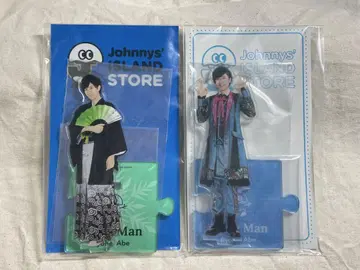 Johnnys'
ISLAND
STORE
Man
Abe
Johnnys'
ISLAND
STORE
Man
Abe